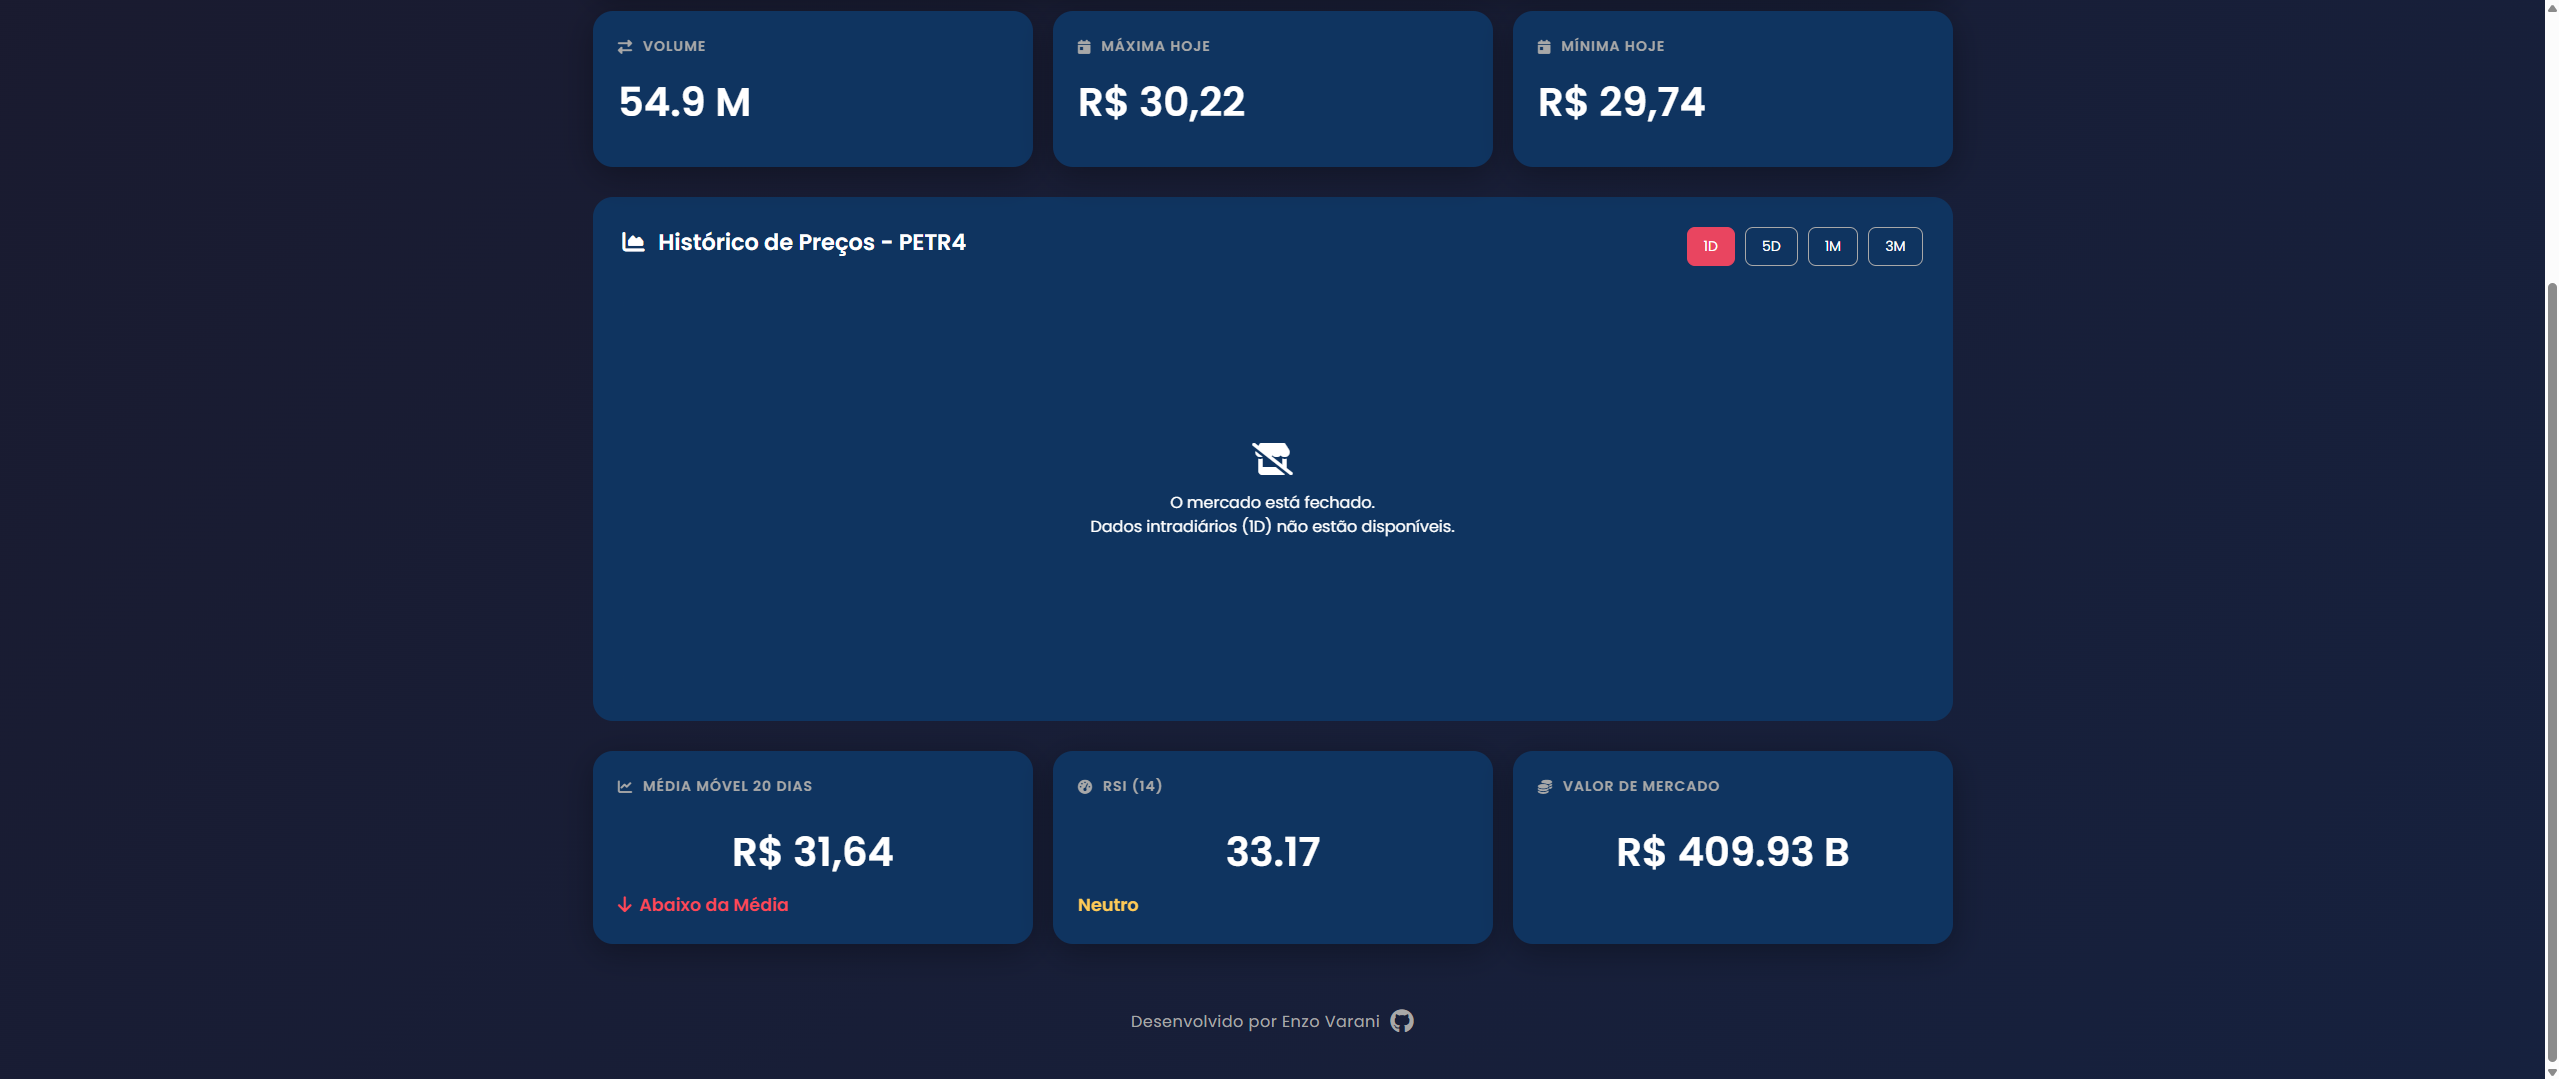 VOLUME
54.9 M
MÁXIMA HOJE
R$ 30,22
MÍNIMA HOJE
R$ 29,74
Histórico de Preços - PETR4
1D
5D
1M
3M
O mercado está fechado.
Dados intradiários (1D) não estão disponíveis.
MÉDIA MÓVEL 20 DIAS
R$ 31,64
Abaixo da Média
RSI (14)
33.17
Neutro
VALOR DE MERCADO
R$ 409.93 B
Desenvolvido por Enzo Varani